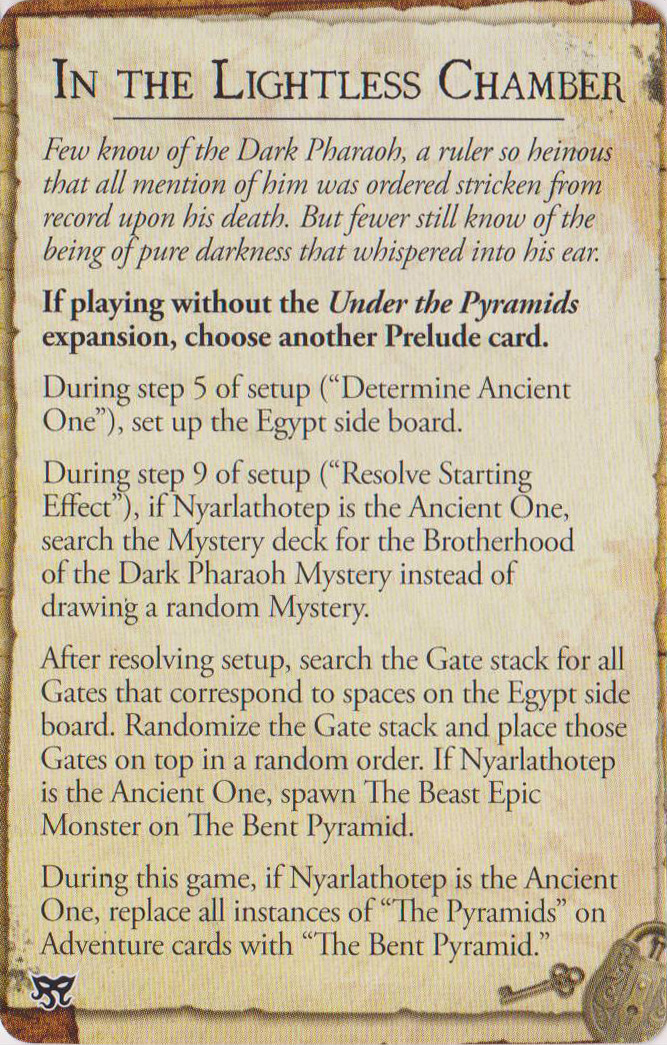 IN THE LIGHTLESS CHAMBER
Few know of the Dark Pharaoh, a ruler so heinous
that all mention of him was ordered stricken from
record upon his death. But fewer still know of the
being of pure darkness that whispered into his ear.
If playing without the Under the Pyramids
expansion, choose another Prelude card.
During step 5 of setup (“Determine Ancient
One”), set up the Egypt side board.
During step 9 of setup (“Resolve Starting
Effect”), if Nyarlathotep is the Ancient One,
search the Mystery deck for the Brotherhood
of the Dark Pharaoh Mystery instead of
drawing a random Mystery.
After resolving setup, search the Gate stack for all
Gates that correspond to spaces on the Egypt side
board. Randomize the Gate stack and place those
Gates on top in a random order. If Nyarlathotep
is the Ancient One, spawn The Beast Epic
Monster on The Bent Pyramid.
During this game, if Nyarlathotep is the Ancient
One, replace all instances of “The Pyramids” on
Adventure cards with “The Bent Pyramid.”